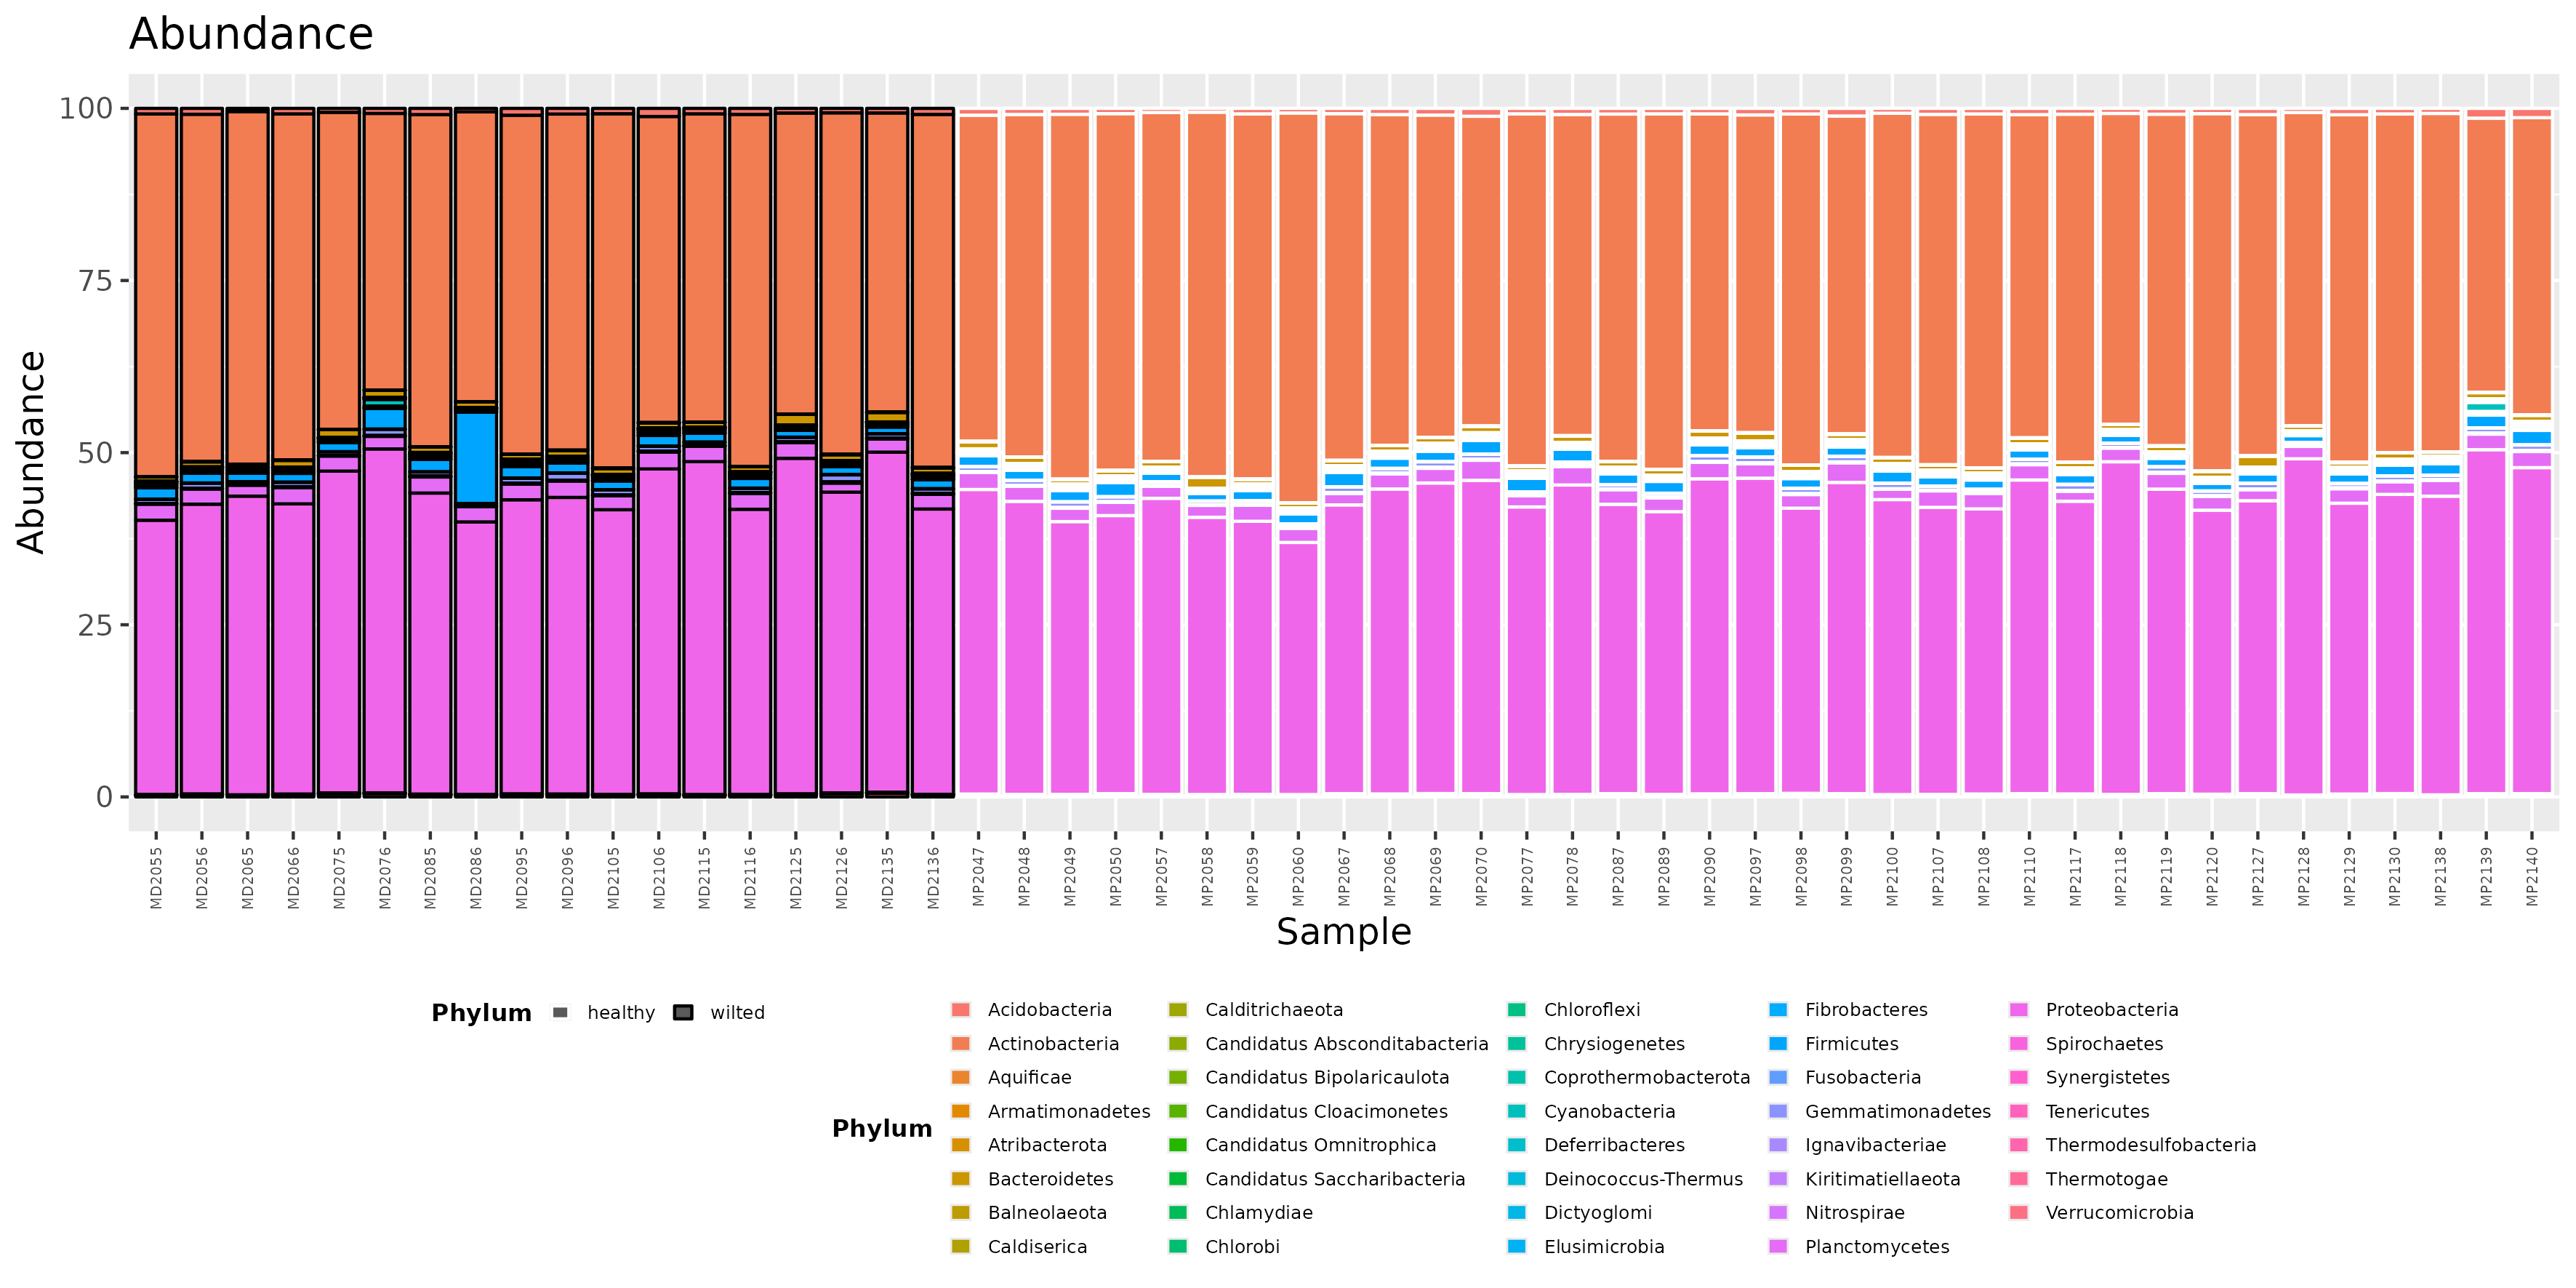 Abundance
100
75
50
25
0
Abundance
MD2055 MD2056 MD2065 MD2066 MD2075 MD2076 MD2085 MD2086 MD2095 MD2096 MD2105 MD2106 MD2115 MD2116 MD2125 MD2126 MD2135 MD2136 MP2047 MP2048 MP2049 MP2050 MP2057 MP2058 MP2059 MP2060 MP2067 MP2068 MP2069 MP2070 MP2077 MP2078 MP2087 MP2089 MP2090 MP2097 MP2098 MP2099 MP2100 MP2107 MP2108 MP2110 MP2117 MP2118 MP2119 MP2120 MP2127 MP2128 MP2129 MP2130 MP2138 MP2139 MP2140
Sample
Phylum healthy wilted
Phylum
Acidobacteria
Actinobacteria
Aquificae
Armatimonadetes
Atribacterota
Bacteroidetes
Balneolaeota
Caldiserica
Calditrichaeota
Candidatus Absconditabacteria
Candidatus Bipolaricaulota
Candidatus Cloacimonetes
Candidatus Omnitrophica
Candidatus Saccharibacteria
Chlamydiae
Chlorobi
Chloroflexi
Chrysiogenetes
Coprothermobacterota
Cyanobacteria
Deferribacteres
Deinococcus-Thermus
Dictyoglomi
Elusimicrobia
Fibrobacteres
Firmicutes
Fusobacteria
Gemmatimonadetes
Ignavibacteriae
Kiritimatiellaeota
Nitrospirae
Planctomycetes
Proteobacteria
Spirochaetes
Synergistetes
Tenericutes
Thermodesulfobacteria
Thermotogae
Verrucomicrobia